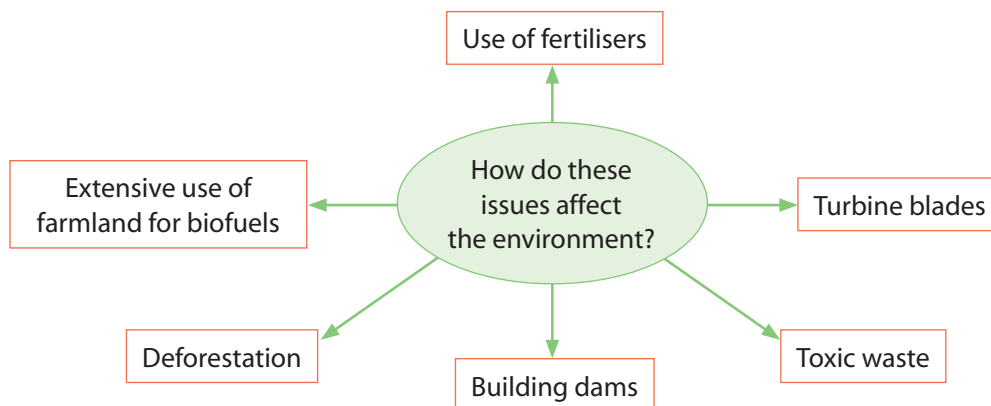 Use of fertilisers
How do these
issues affect
the environment?
Extensive use of
farmland for biofuels
Turbine blades
Deforestation
Building dams
Toxic waste